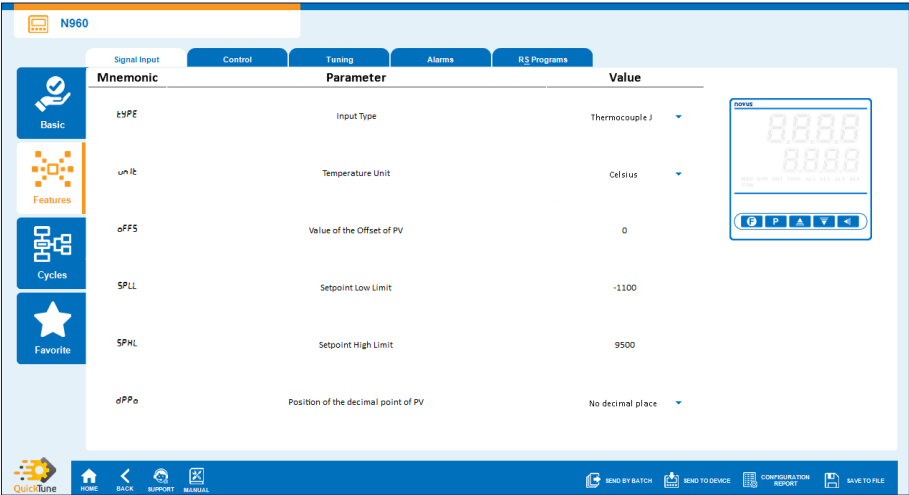 N960
Signal Input Control Tuning Alarms RS Programs
Mnemonic Parameter Value
tYPE Input Type Thermocouple J
unit Temperature Unit Celsius
oFFS Value of the Offset of PV 0
SPLL Setpoint Low Limit -1100
SPHL Setpoint High Limit 9500
dPPo Position of the decimal point of PV No decimal place
Basic
Features
Cycles
Favorite
novus
8.8.8.8
8.8.8.8
F P
QuickTune
HOME BACK SUPPORT MANUAL SEND BY BATCH SEND TO DEVICE CONFIGURATION REPORT SAVE TO FILE